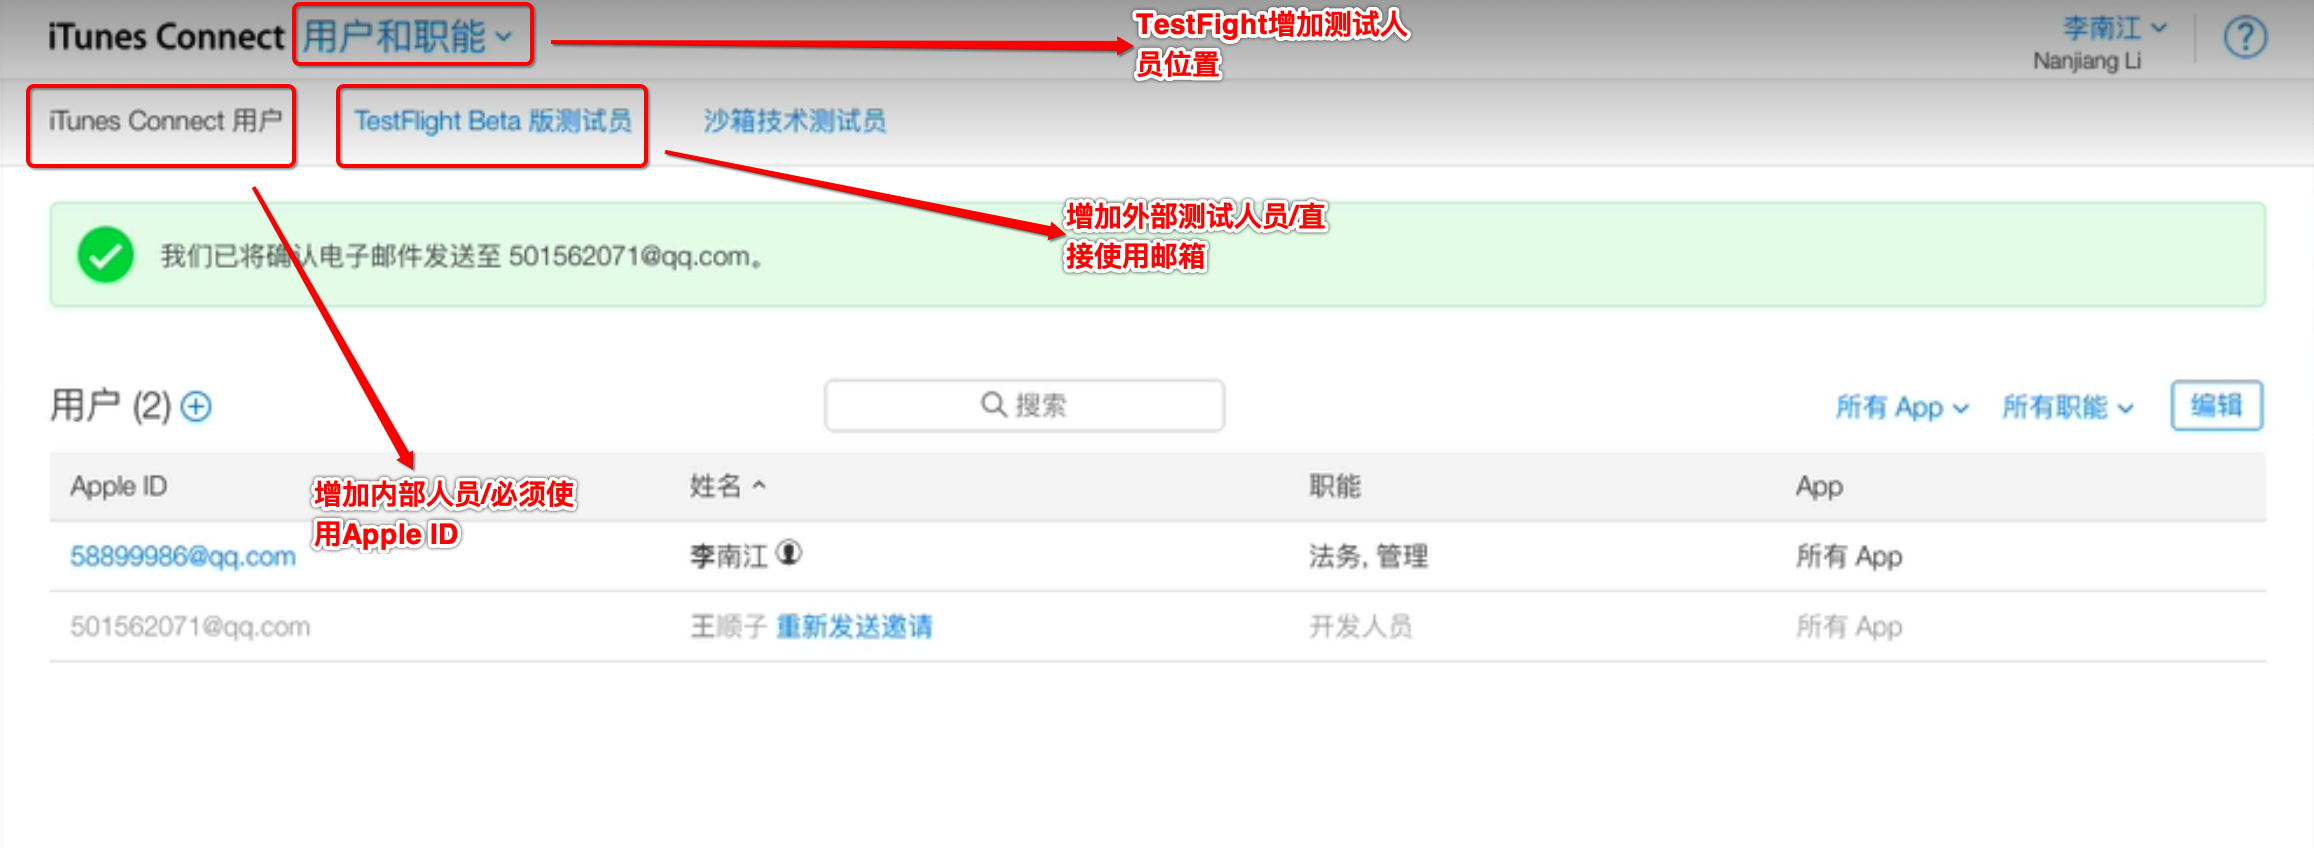 iTunes Connect 用户和职能
TestFight增加测试人
员位置
李南江
Nanjiang Li
?
iTunes Connect 用户
TestFlight Beta 版测试员
沙箱技术测试员
增加外部测试人员/直
接使用邮箱
我们已将确认电子邮件发送至 501562071@qq.com。
用户 (2)
搜索
所有 App
所有职能
编辑
Apple ID
姓名
职能
App
增加内部人员/必须使
用Apple ID
58899986@qq.com
李南江
法务, 管理
所有 App
501562071@qq.com
王顺子 重新发送邀请
开发人员
所有 App